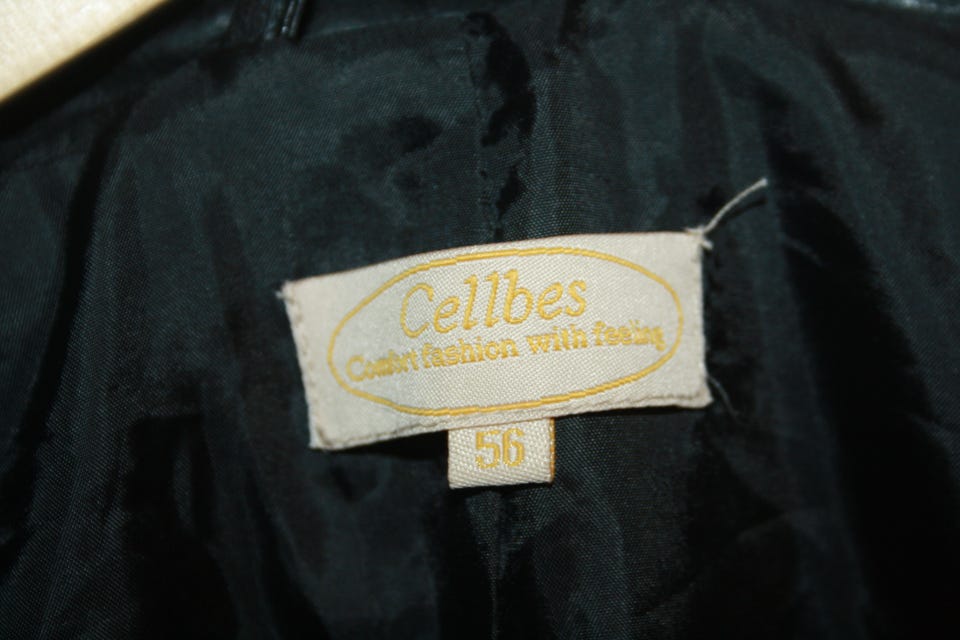 Cellbes
Comfort fashion with feeling
56